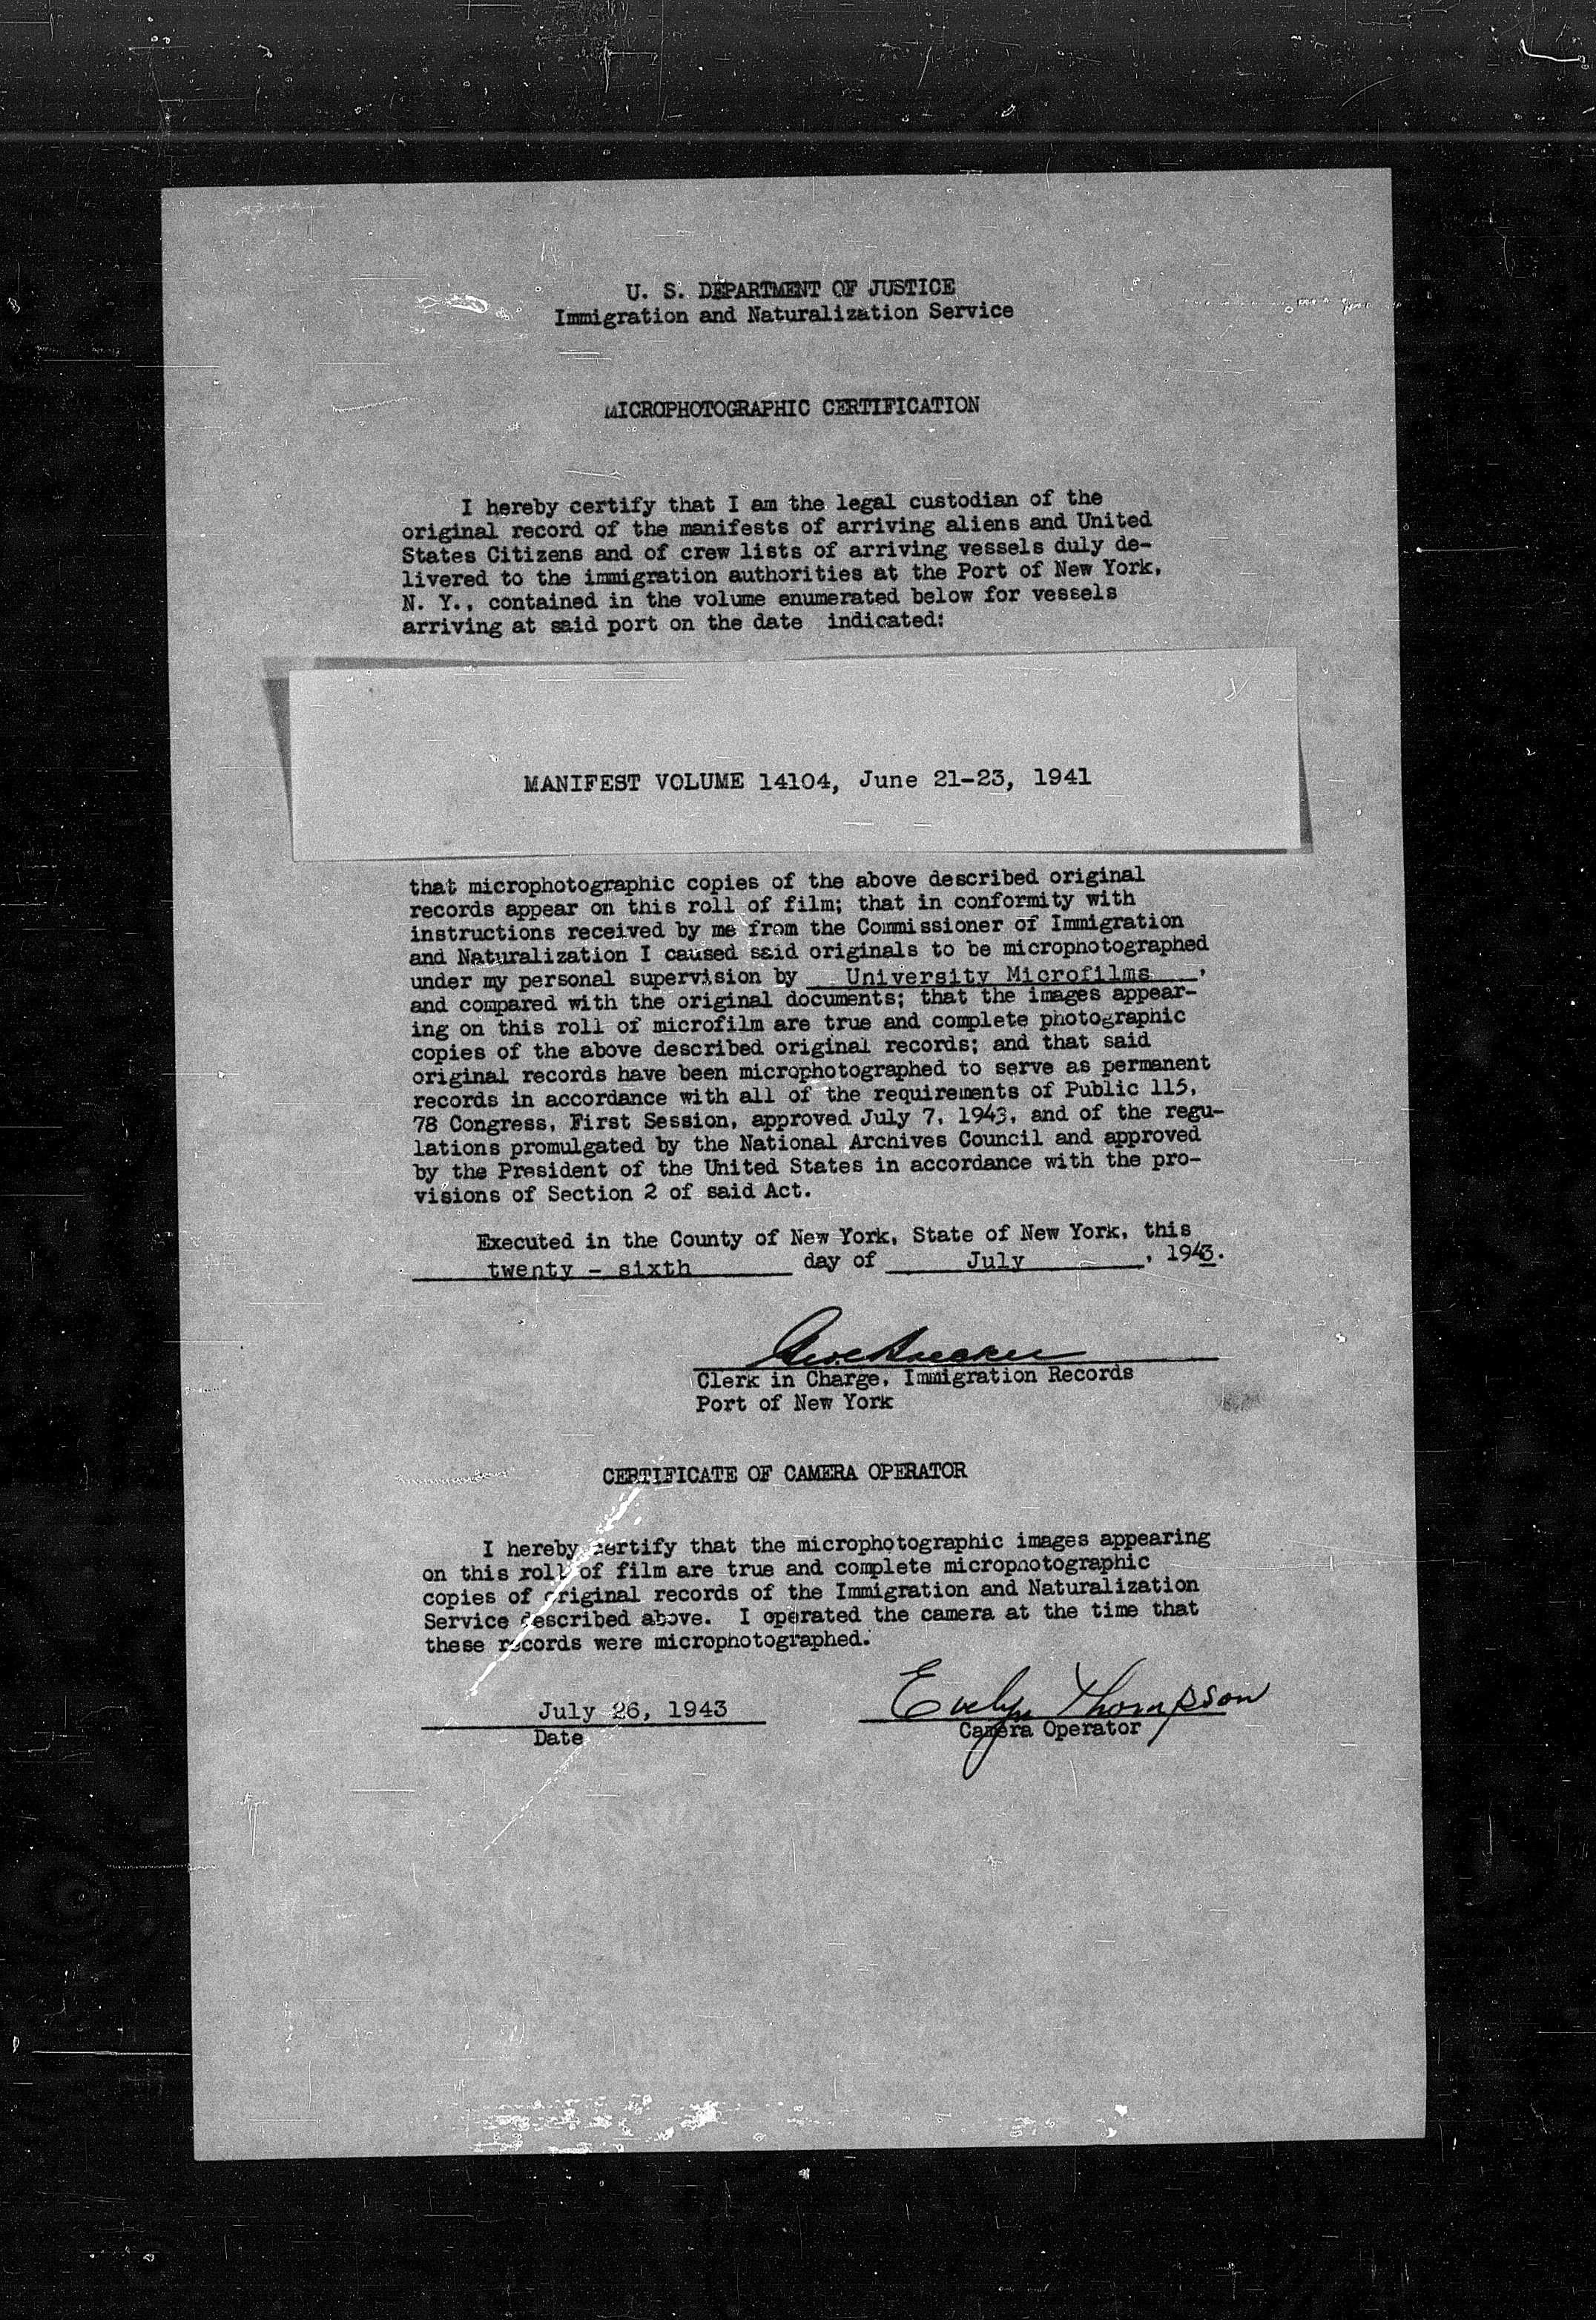 U. S. DEPARTMENT OF JUSTICE
Immigration and Naturalization Service
MICROPHOTOGRAPHIC CERTIFICATION
I hereby certify that I am the legal custodian of the
original record of the manifests of arriving aliens and United
States Citizens and of crew lists of arriving vessels duly de-
livered to the immigration authorities at the Port of New York,
N. Y., contained in the volume enumerated below for vessels
arriving at said port on the date indicated:
MANIFEST VOLUME 14104, June 21-23, 1941
that microphotographic copies of the above described original
records appear on this roll of film; that in conformity with
instructions received by me from the Commissioner of Immigration
and Naturalization I caused said originals to be microphotographed
under my personal supervision by University Microfilms,
and compared with the original documents; that the images appear-
ing on this roll of microfilm are true and complete photographic
copies of the above described original records; and that said
original records have been microphotographed to serve as permanent
records in accordance with all of the requirements of Public 115,
78 Congress, First Session, approved July 7, 1943, and of the regu-
lations promulgated by the National Archives Council and approved
by the President of the United States in accordance with the pro-
visions of Section 2 of said Act.
Executed in the County of New York, State of New York, this
twenty - sixth day of July, 1943.
Clerk in Charge, Immigration Records
Port of New York
CERTIFICATE OF CAMERA OPERATOR
I hereby certify that the microphotographic images appearing
on this roll of film are true and complete microphotographic
copies of original records of the Immigration and Naturalization
Service described above. I operated the camera at the time that
these records were microphotographed.
July 26, 1943 Evelyn Thompson
Date Camera Operator